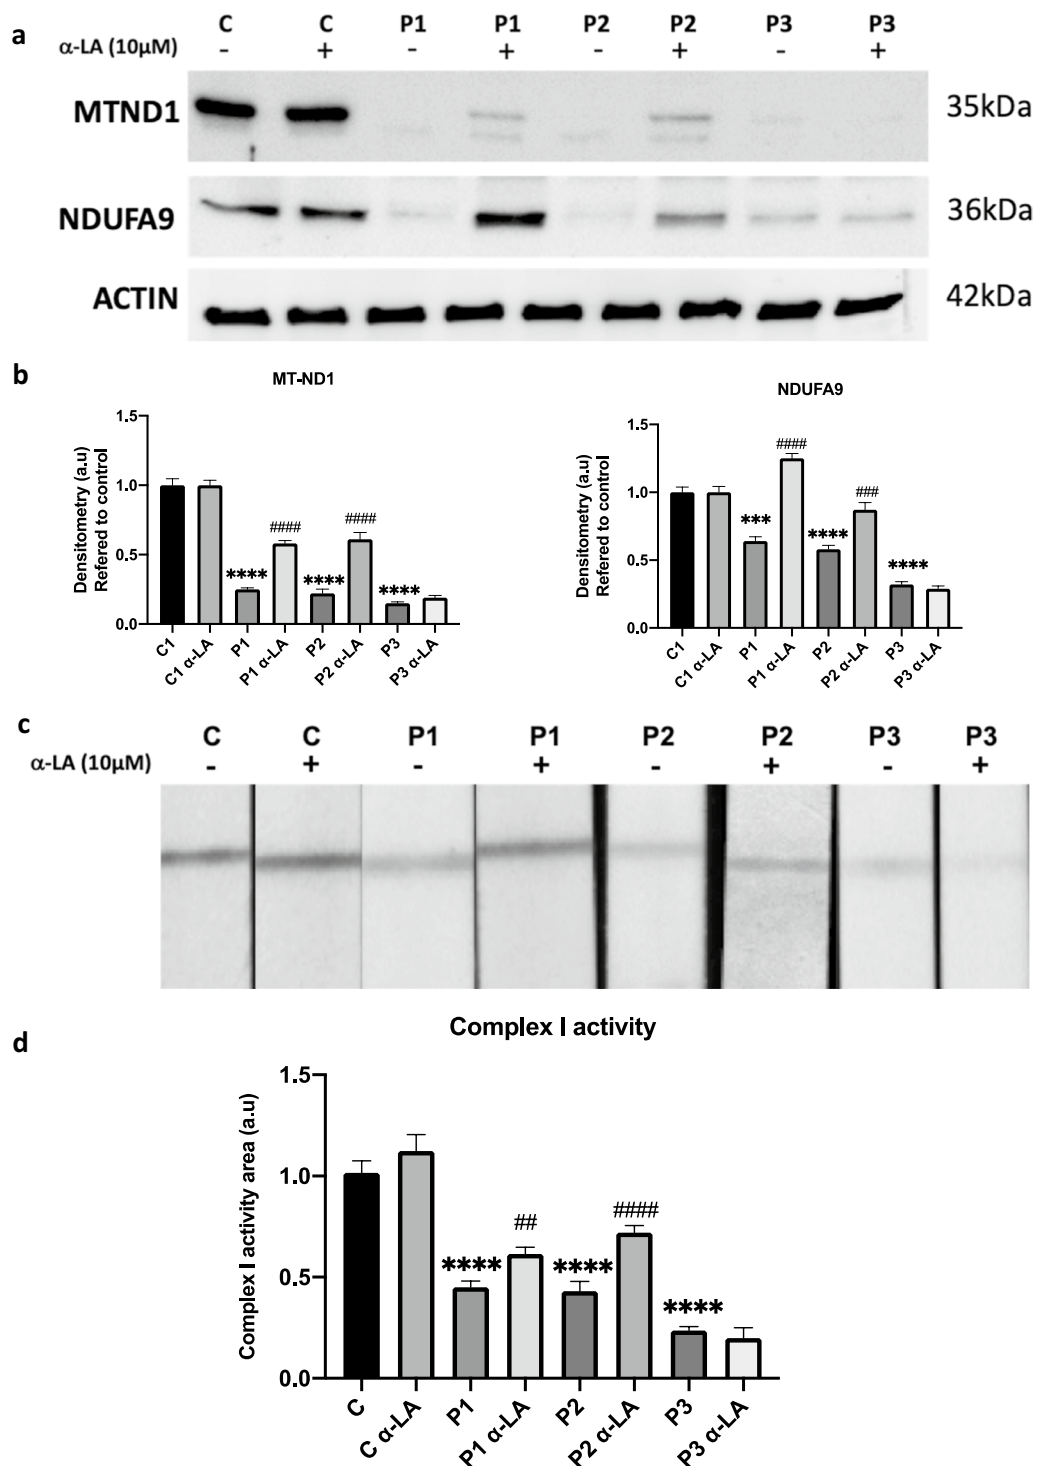 a
C C P1 P1 P2 P2 P3 P3
α-LA (10µM) - + - + - + - +
MTND1 35kDa
NDUFA9 36kDa
ACTIN 42kDa
b
MT-ND1
Densitometry (a.u)
Refered to control
1.5
1.0
0.5
0.0
####
####
****
****
****
C1
C1 α-LA
P1
P1 α-LA
P2
P2 α-LA
P3
P3 α-LA
NDUFA9
Densitometry (a.u)
Refered to control
1.5
1.0
0.5
0.0
####
###
***
****
****
C1
C1 α-LA
P1
P1 α-LA
P2
P2 α-LA
P3
P3 α-LA
c
C C P1 P1 P2 P2 P3 P3
α-LA (10µM) - + - + - + - +
d
Complex I activity
Complex I activity area (a.u)
1.5
1.0
0.5
0.0
****
##
****
####
****
C
C α-LA
P1
P1 α-LA
P2
P2 α-LA
P3
P3 α-LA